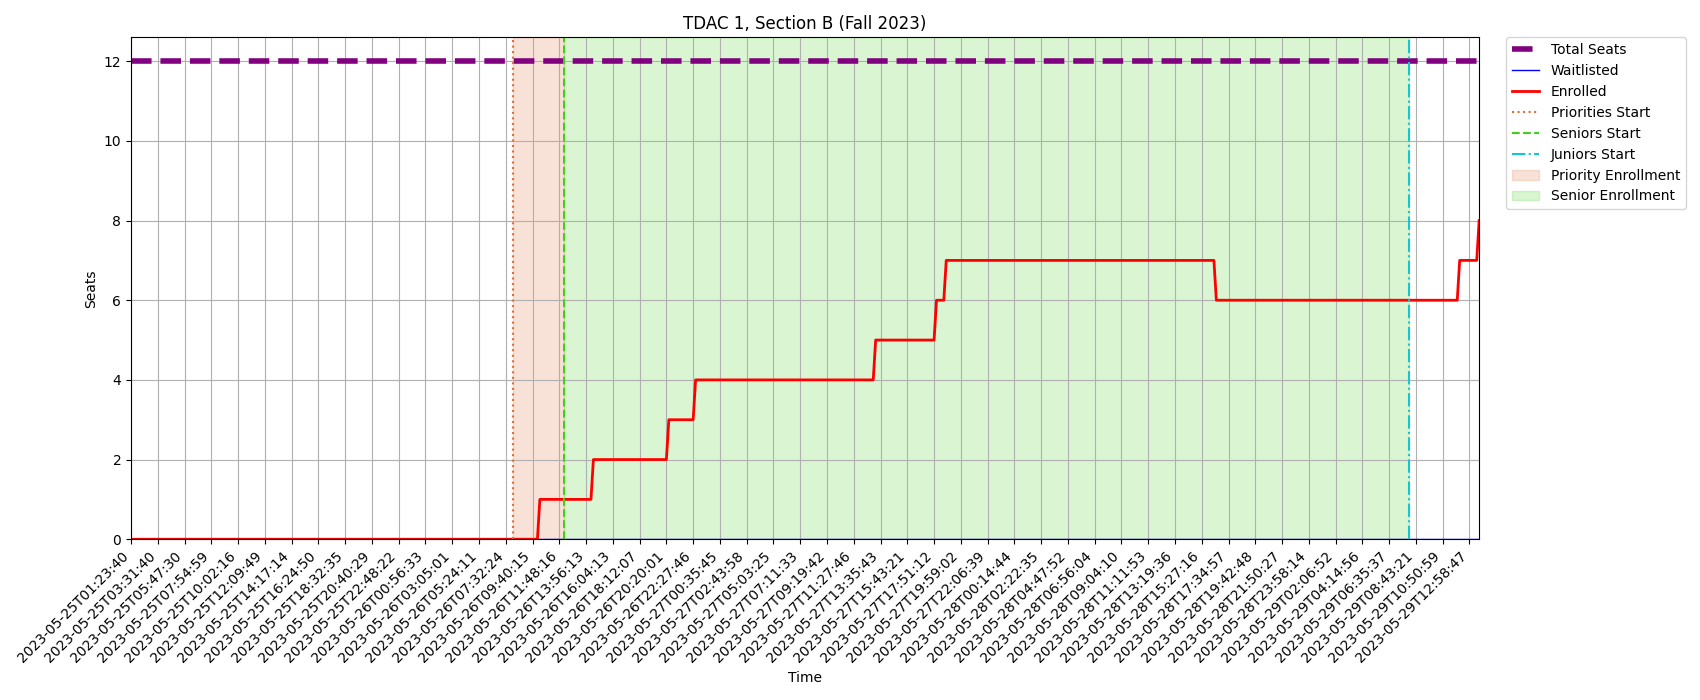 TDAC 1, Section B (Fall 2023)
12
10
8
6
4
2
0
Seats
2023-05-25T01:23:40
2023-05-25T03:31:40
2023-05-25T05:47:30
2023-05-25T07:54:59
2023-05-25T10:02:16
2023-05-25T12:09:49
2023-05-25T14:17:14
2023-05-25T16:24:50
2023-05-25T18:32:35
2023-05-25T20:40:29
2023-05-25T22:48:22
2023-05-26T00:56:33
2023-05-26T03:05:01
2023-05-26T05:24:11
2023-05-26T07:32:24
2023-05-26T09:40:15
2023-05-26T11:48:16
2023-05-26T13:56:13
2023-05-26T16:04:13
2023-05-26T18:12:07
2023-05-26T20:20:01
2023-05-26T22:27:46
2023-05-27T00:35:45
2023-05-27T02:43:58
2023-05-27T05:03:25
2023-05-27T07:11:33
2023-05-27T09:19:42
2023-05-27T11:27:46
2023-05-27T13:35:43
2023-05-27T15:43:21
2023-05-27T17:51:12
2023-05-27T19:59:02
2023-05-27T22:06:39
2023-05-28T00:14:44
2023-05-28T02:22:35
2023-05-28T04:47:52
2023-05-28T06:56:04
2023-05-28T09:04:10
2023-05-28T11:11:53
2023-05-28T13:19:36
2023-05-28T15:27:16
2023-05-28T17:34:57
2023-05-28T19:42:48
2023-05-28T21:50:27
2023-05-28T23:58:14
2023-05-29T02:06:52
2023-05-29T04:14:56
2023-05-29T06:35:37
2023-05-29T08:43:21
2023-05-29T10:50:59
2023-05-29T12:58:47
Time
Total Seats
Waitlisted
Enrolled
Priorities Start
Seniors Start
Juniors Start
Priority Enrollment
Senior Enrollment